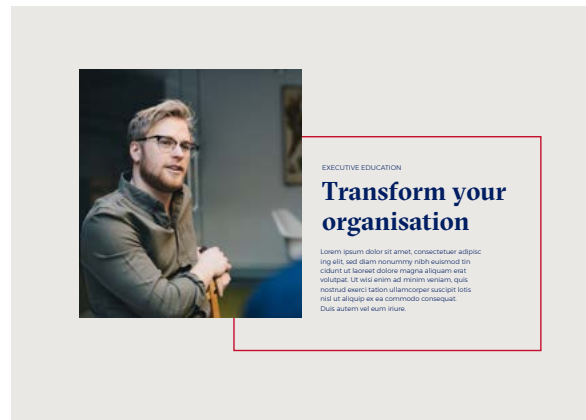 EXECUTIVE EDUCATION
Transform your
organisation
Lorem ipsum dolor sit amet, consectetuer adipisc
ing elit, sed diam nonummy nibh euismod tin
cidunt ut laoreet dolore magna aliquam erat
volutpat. Ut wisi enim ad minim veniam, quis
nostrud exerci tation ullamcorper suscipit lotis
nisl ut aliquip ex ea commodo consequat.
Duis autem vel eum iriure.